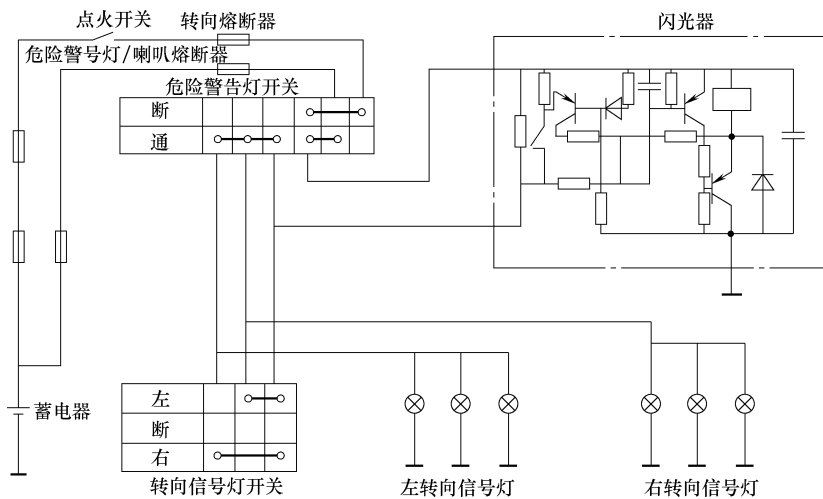 点火开关
转向熔断器
闪光器
危险警号灯/喇叭熔断器
危险警告灯开关
断
通
左
断
右
蓄电器
转向信号灯开关
左转向信号灯
右转向信号灯